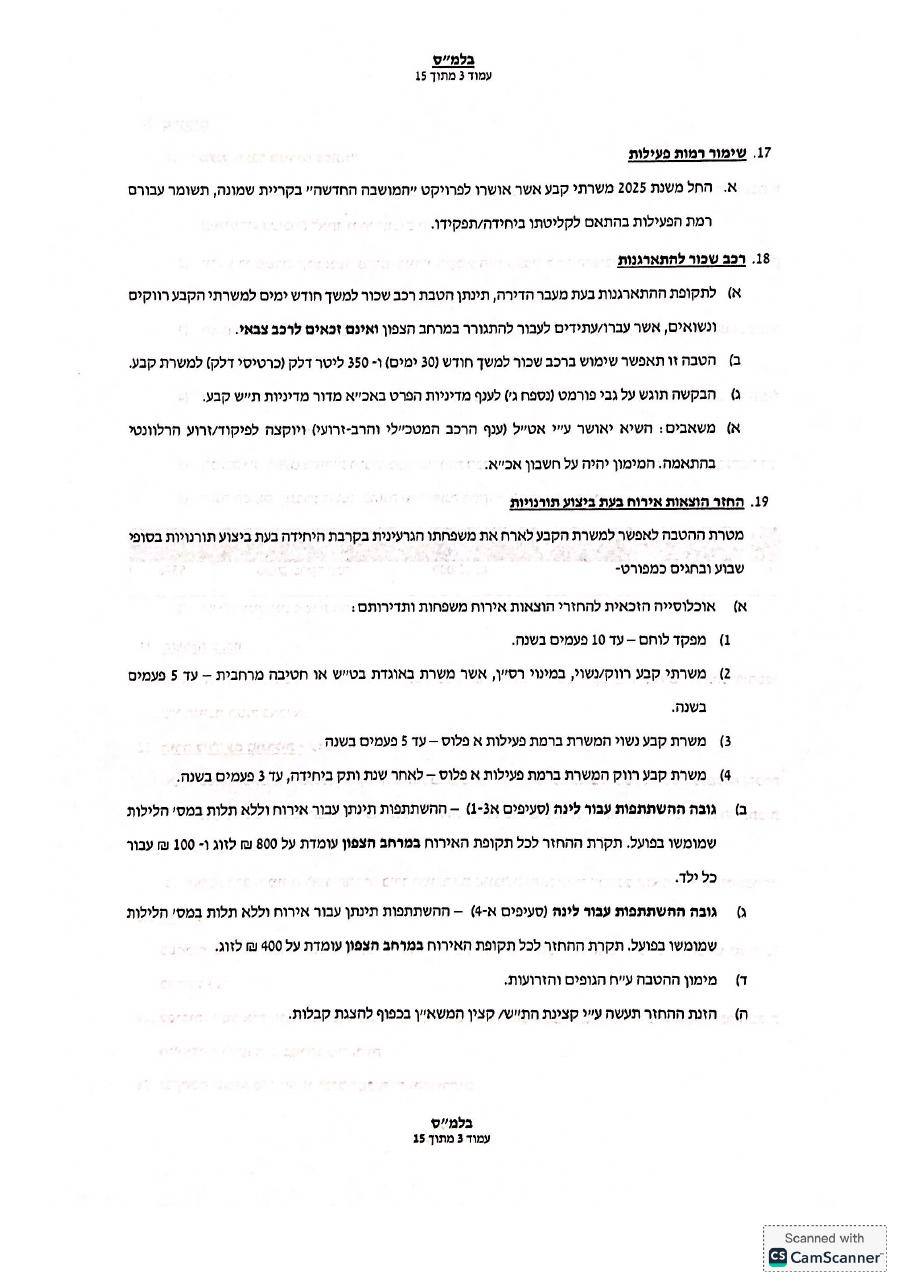 בלמ״ס
עמוד 3 מתוך 15
17. שימור רמות פעילות
א. החל משנת 2025 משרתי קבע אשר אושרו לפרויקט "המושבה החדשה" בקריית שמונה, תשומר עבורם
רמת הפעילות בהתאם לקליטתו ביחידה/תפקידו.
18. רכב שכור להתארגנות
א) לתקופת ההתארגנות בעת מעבר הדירה, תינתן הטבת רכב שכור למשך חודש ימים למשרתי הקבע רווקים
ונשואים, אשר עברו/עתידים לעבור להתגורר במרחב הצפון ואינם זכאים לרכב צבאי.
ב) הטבה זו תאפשר שימוש ברכב שכור למשך חודש (30 ימים) ו- 350 ליטר דלק (כרטיסי דלק) למשרת קבע.
ג) הבקשה תוגש על גבי פורמט (נספח ג׳) לענף מדיניות הפרט באכ״א מדור מדיניות ת״ש קבע.
א) משאבים: השיא יאושר ע״י אט״ל (ענף הרכב המטכ״לי והרב-זרועי) ויוקצה לפיקוד/זרוע הרלוונטי
בהתאמה. המימון יהיה על חשבון אכ״א.
19. החזר הוצאות אירוח בעת ביצוע תורנויות
מטרת ההטבה לאפשר למשרת הקבע לארח את משפחתו הגרעינית בקרבת היחידה בעת ביצוע תורנויות בסופי
שבוע ובחגים כמפורט-
א) אוכלוסייה הזכאית להחזרי הוצאות אירוח משפחות ותדירותם:
1) מפקד לוחם – עד 10 פעמים בשנה.
2) משרתי קבע רווק/נשוי, במינוי רס״ן, אשר משרת באוגדת בט״ש או חטיבה מרחבית – עד 5 פעמים
בשנה.
3) משרת קבע נשוי המשרת ברמת פעילות א פלוס – עד 5 פעמים בשנה
4) משרת קבע רווק המשרת ברמת פעילות א פלוס – לאחר שנת ותק ביחידה, עד 3 פעמים בשנה.
ב) גובה ההשתתפות עבור לינה (סעיפים א1-3) – ההשתתפות תינתן עבור אירוח וללא תלות במס׳ הלילות
שמומשו בפועל. תקרת ההחזר לכל תקופת האירוח במרחב הצפון עומדת על 800 ₪ לזוג ו- 100 ₪ עבור
כל ילד.
ג) גובה ההשתתפות עבור לינה (סעיפים א-4) – ההשתתפות תינתן עבור אירוח וללא תלות במס׳ הלילות
שמומשו בפועל. תקרת ההחזר לכל תקופת האירוח במרחב הצפון עומדת על 400 ₪ לזוג.
ד) מימון ההטבה ע״ח הגופים והזרועות.
ה) הזנת ההחזר תעשה ע״י קצינת הת״ש/ קצין המשא״ן בכפוף להצגת קבלות.
בלמ״ס
עמוד 3 מתוך 15
Scanned with
CS CamScanner